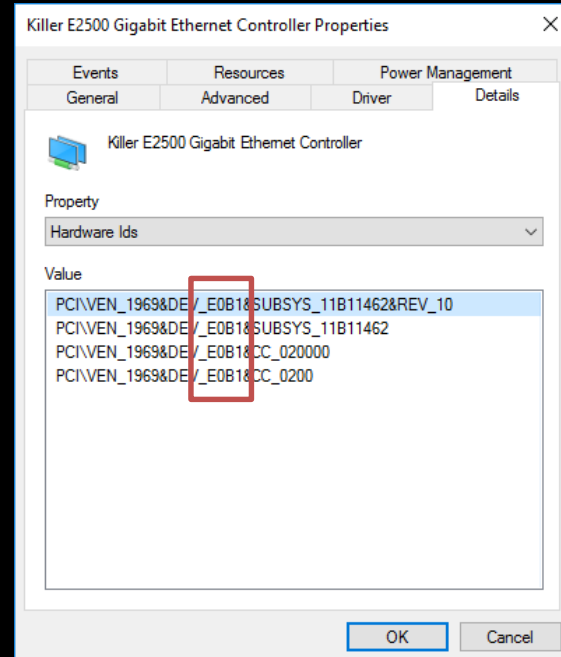 Killer E2500 Gigabit Ethernet Controller Properties
Events Resources Power Management
General Advanced Driver Details
Killer E2500 Gigabit Ethernet Controller
Property
Hardware Ids
Value
PCI\VEN_1969&DEV_E0B1&SUBSYS_11B11462&REV_10
PCI\VEN_1969&DEV_E0B1&SUBSYS_11B11462
PCI\VEN_1969&DEV_E0B1&CC_020000
PCI\VEN_1969&DEV_E0B1&CC_0200
OK Cancel